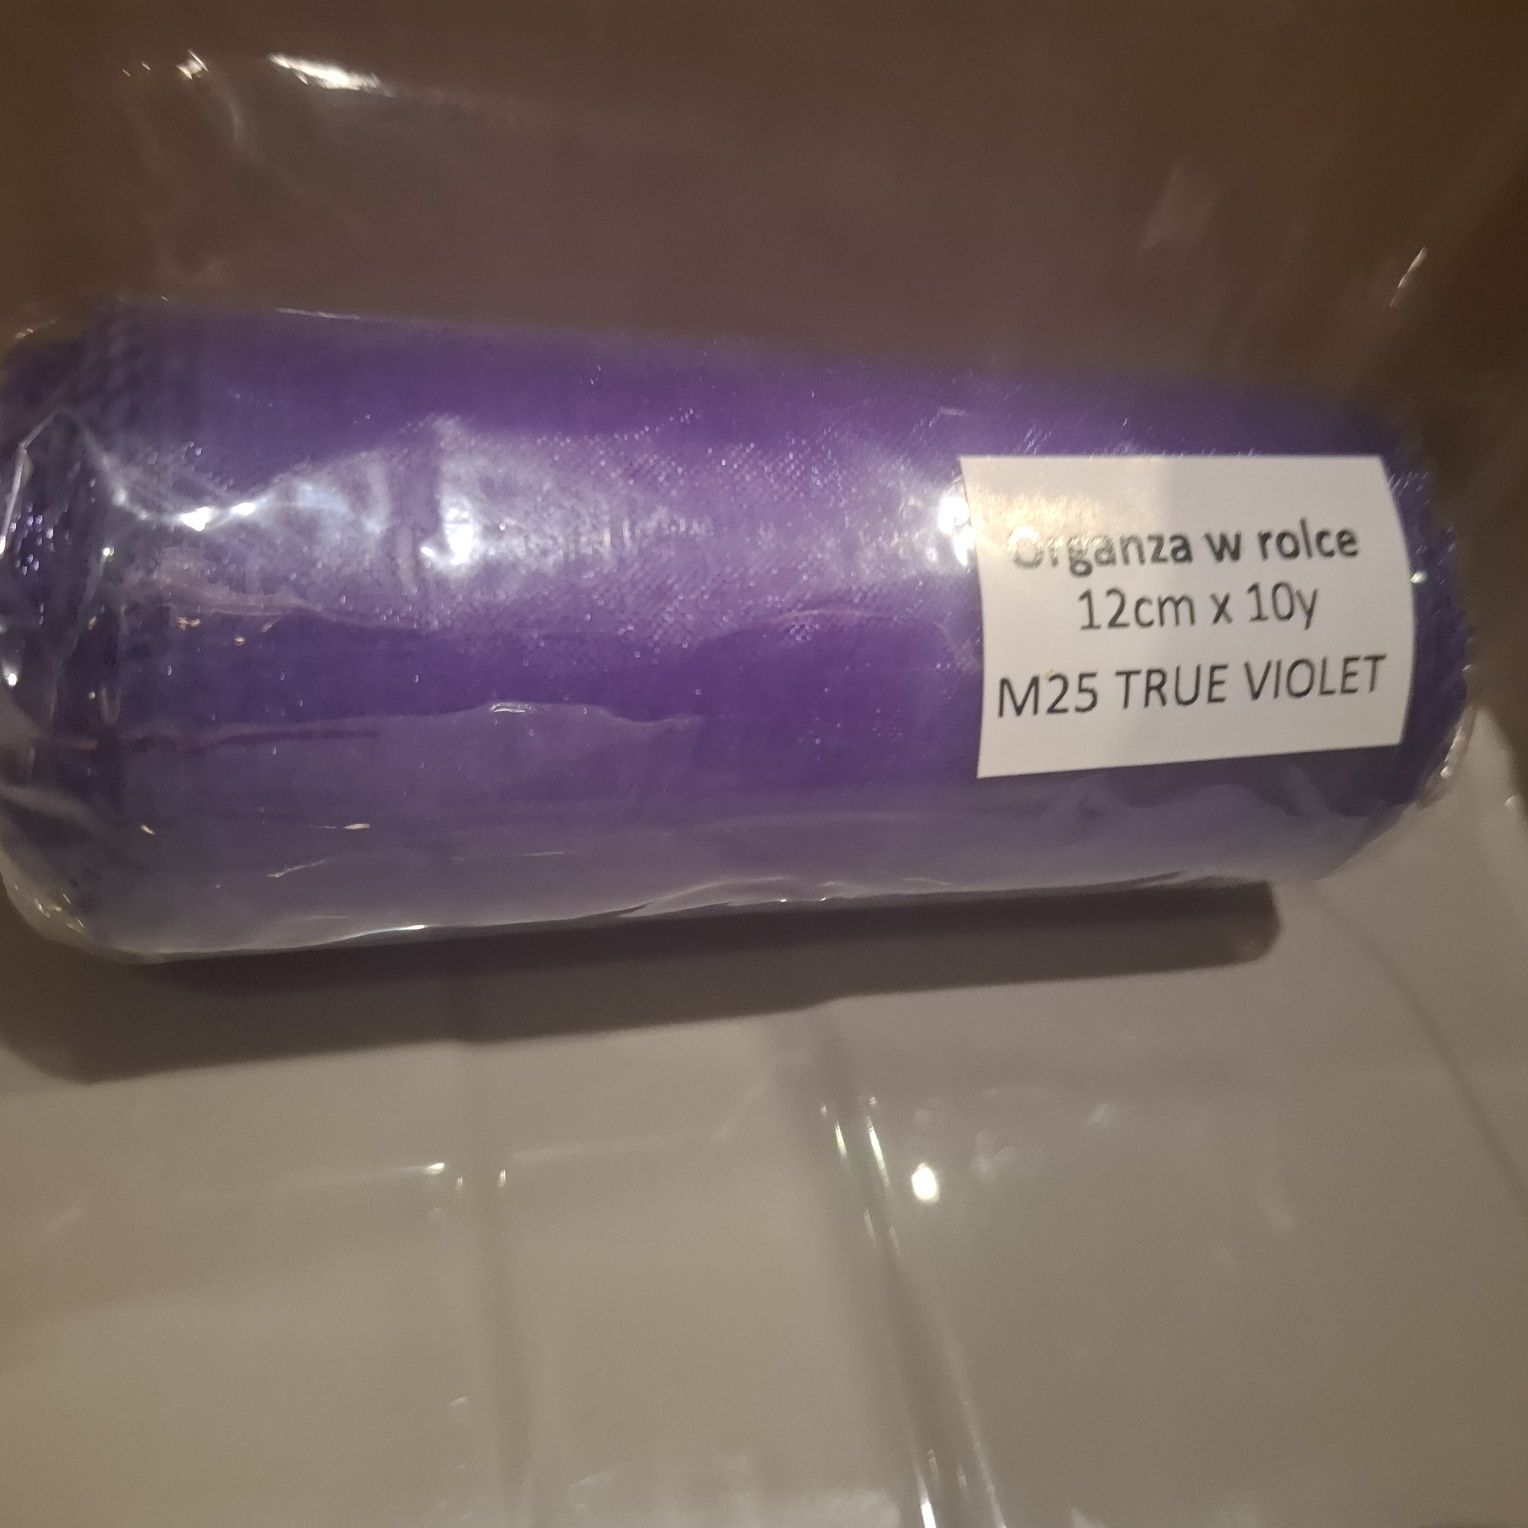 Organza w rolce
12cm x 10y
M25 TRUE VIOLET